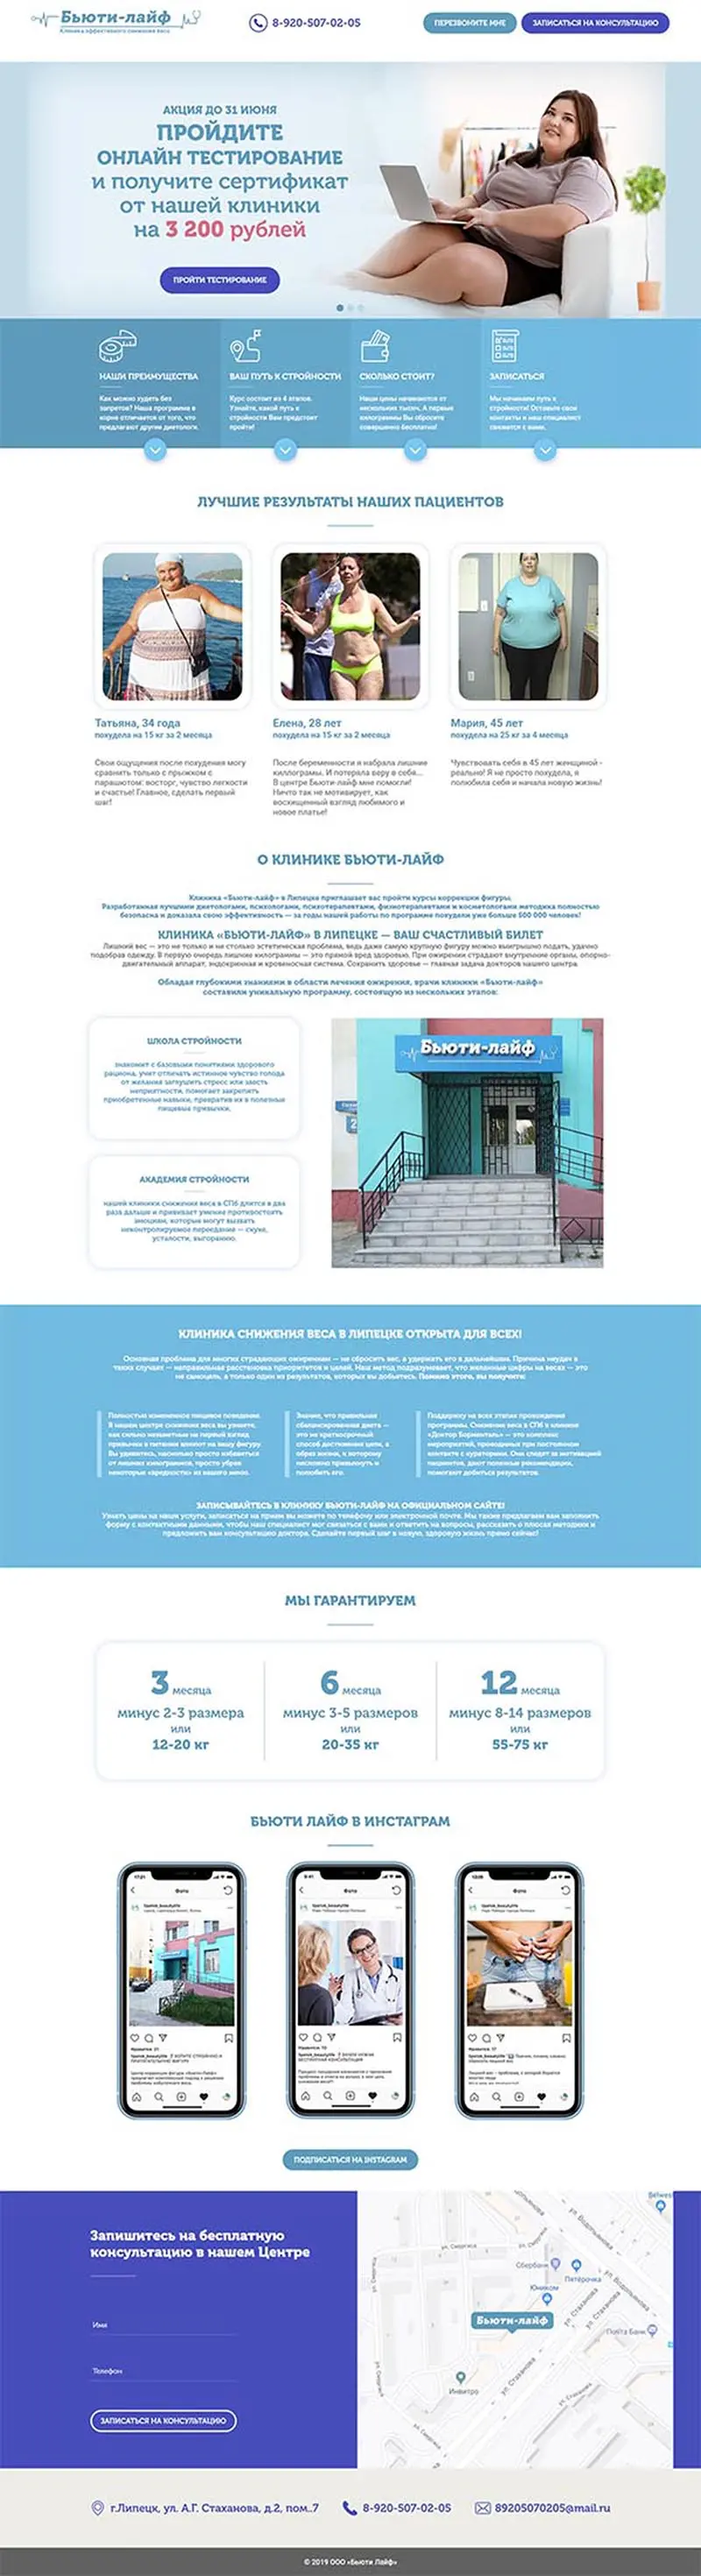 Бьюти-лайф
Клиника эффективного снижения веса
8-920-507-02-05
ПЕРЕЗВОНИТЕ МНЕ
ЗАПИСАТЬСЯ НА КОНСУЛЬТАЦИЮ
АКЦИЯ ДО 31 ИЮНЯ
ПРОЙДИТЕ
ОНЛАЙН ТЕСТИРОВАНИЕ
и получите сертификат
от нашей клиники
на 3 200 рублей
ПРОЙТИ ТЕСТИРОВАНИЕ
НАШИ ПРЕИМУЩЕСТВА
Как можно худеть без
запретов? Наша программа в
корне отличается от того, что
предлагают другие диетологи.
ВАШ ПУТЬ К СТРОЙНОСТИ
Курс состоит из 4 этапов.
Узнайте, какой путь к
стройности Вам предстоит
пройти!
СКОЛЬКО СТОИТ?
Наши цены начинаются от
нескольких тысяч. А первые
килограммы Вы сбросите
совершенно бесплатно!
ЗАПИСАТЬСЯ
Мы начинаем путь к
стройности! Оставьте свои
контакты и наш специалист
свяжется с вами.
ЛУЧШИЕ РЕЗУЛЬТАТЫ НАШИХ ПАЦИЕНТОВ
Татьяна, 34 года
похудела на 15 кг за 2 месяца
Свои ощущения после похудения могу
сравнить только с прыжком с
парашютом: восторг, чувство легкости
и счастье! Главное, сделать первый
шаг!
Елена, 28 лет
похудела на 15 кг за 2 месяца
После беременности я набрала лишние
килограммы. И потеряла веру в себя...
В центре Бьюти-лайф мне помогли!
Ничто так не мотивирует, как
восхищенный взгляд любимого и
новое платье!
Мария, 45 лет
похудела на 25 кг за 4 месяца
Чувствовать себя в 45 лет женщиной -
реально! Я не просто похудела, я
полюбила себя и начала новую жизнь!
О КЛИНИКЕ БЬЮТИ-ЛАЙФ
Клиника «Бьюти-лайф» в Липецке приглашает вас пройти курсы коррекции фигуры.
Разработанная лучшими диетологами, психологами, психотерапевтами, физиотерапевтами и косметологами методика полностью
безопасна и доказала свою эффективность — за годы нашей работы по программе похудели уже больше 500 000 человек!
КЛИНИКА «БЬЮТИ-ЛАЙФ» В ЛИПЕЦКЕ — ВАШ СЧАСТЛИВЫЙ БИЛЕТ
Лишний вес — это не только и не столько эстетическая проблема, ведь даже самую крупную фигуру можно выигрышно подать, удачно
подобрав одежду. В первую очередь лишние килограммы — это прямой вред здоровью. При ожирении страдают внутренние органы, опорно-
двигательный аппарат, эндокринная и кровеносная система. Сохранить здоровье — главная задача докторов нашего центра.
Обладая глубокими знаниями в области лечения ожирения, врачи клиники «Бьюти-лайф»
составили уникальную программу, состоящую из нескольких этапов:
ШКОЛА СТРОЙНОСТИ
знакомит с базовыми понятиями здорового
рациона, учит отличать истинное чувство голода
от желания заглушить стресс или заесть
неприятности, помогает закрепить
приобретенные навыки, превратив их в полезные
пищевые привычки.
АКАДЕМИЯ СТРОЙНОСТИ
нашей клиники снижения веса в СПб длится в два
раза дальше и прививает умение противостоять
эмоциям, которые могут вызвать
неконтролируемое переедание — скуке,
усталости, выгоранию.
Бьюти-лайф
КЛИНИКА СНИЖЕНИЯ ВЕСА В ЛИПЕЦКЕ ОТКРЫТА ДЛЯ ВСЕХ!
Основная проблема для многих страдающих ожирением — не сбросить вес, а удержать его в дальнейшем. Причина неудач в
таких случает — неправильная расстановка приоритетов и целей. Наш метод подразумевает, что желанные цифры на весах — это
не самоцель, а только один из результатов, которых вы добьетесь. Помимо этого, вы получите:
Полностью измененное пищевое поведение.
В нашем центре снижения веса вы узнаете,
как сильно незаметные на первый взгляд
привычки в питании влияют на вашу фигуру.
Вы удивитесь, насколько просто избавиться
от лишних килограммов, просто убрав
некоторые «вредности» из вашего меню.
Знание, что правильная
сбалансированная диета —
это не краткосрочный
способ достижения цели, а
образ жизни, к которому
несложно привыкнуть и
полюбить его.
Поддержку на всех этапах прохождения
программы. Снижение веса в СПб в клинике
«Доктор Борменталь» — это комплекс
мероприятий, проводимых при постоянном
контакте с кураторами. Они следят за мотивацией
пациентов, дают полезные рекомендации,
помогают добиться результатов.
ЗАПИСЫВАЙТЕСЬ В КЛИНИКУ БЬЮТИ-ЛАЙФ НА ОФИЦИАЛЬНОМ САЙТЕ!
Узнать цены на наши услуги, записаться на прием вы можете по телефону или электронной почте. Мы также предлагаем вам заполнить
форму с контактными данными, чтобы наш специалист мог связаться с вами и ответить на вопросы, рассказать о плюсах методики и
предложить вам консультацию доктора. Сделайте первый шаг в новую, здоровую жизнь прямо сейчас!
МЫ ГАРАНТИРУЕМ
3 месяца
минус 2-3 размера
или
12-20 кг
6 месяца
минус 3-5 размеров
или
20-35 кг
12 месяца
минус 8-14 размеров
или
55-75 кг
БЬЮТИ ЛАЙФ В ИНСТАГРАМ
Фото
Фото
Фото
ПОДПИСАТЬСЯ НА INSTAGRAM
Запишитесь на бесплатную
консультацию в нашем Центре
Имя
Телефон
ЗАПИСАТЬСЯ НА КОНСУЛЬТАЦИЮ
ул. Смургиса
Сбербанк
Пятёрочка
Юником
ул. Водопьянова
Бьюти-лайф
Почта Банк
Инвитро
ул. Стаханова
г.Липецк, ул. А.Г. Стаханова, д.2, пом..7
8-920-507-02-05
89205070205@mail.ru
© 2019 ООО «Бьюти Лайф»